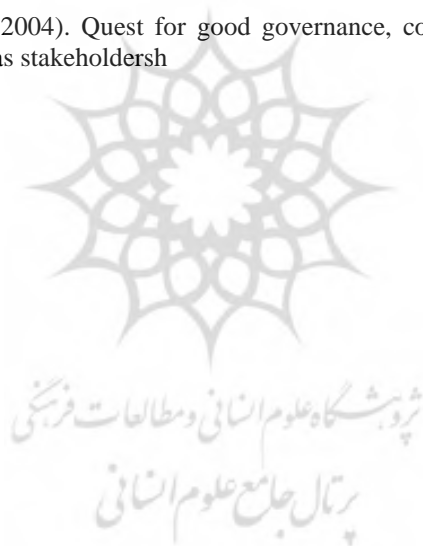 2004). Quest for good governance, co
as stakeholdersh
پژوهشگاه علوم انسانی و مطالعات فرهنگی
پرتال جامع علوم انسانی